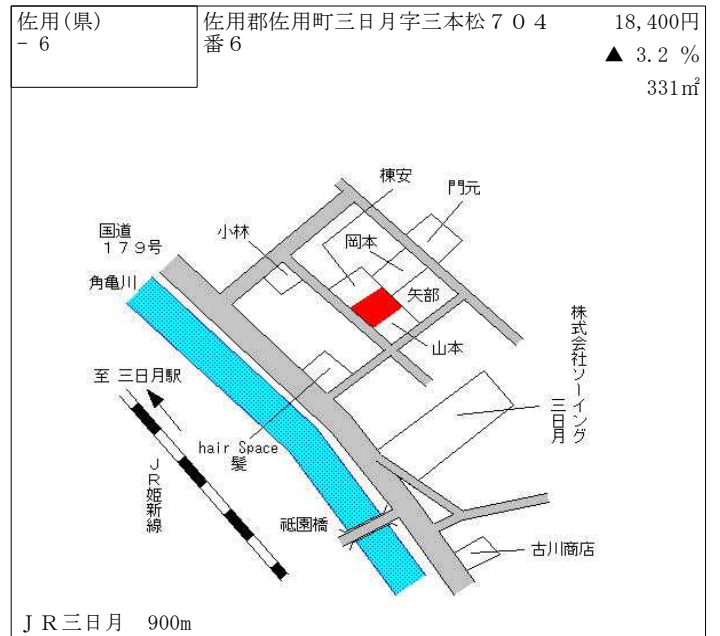 佐用(県)
- 6
佐用郡佐用町三日月字三本松７０４
番６
18,400円
▲ 3.2 %
331㎡
棟安
門元
小林
岡本
国道
１７９号
角亀川
矢部
山本
株式会社ソーイング
三日月
至 三日月駅
hair Space
髪
ＪＲ姫新線
祗園橋
古川商店
ＪＲ三日月　900m